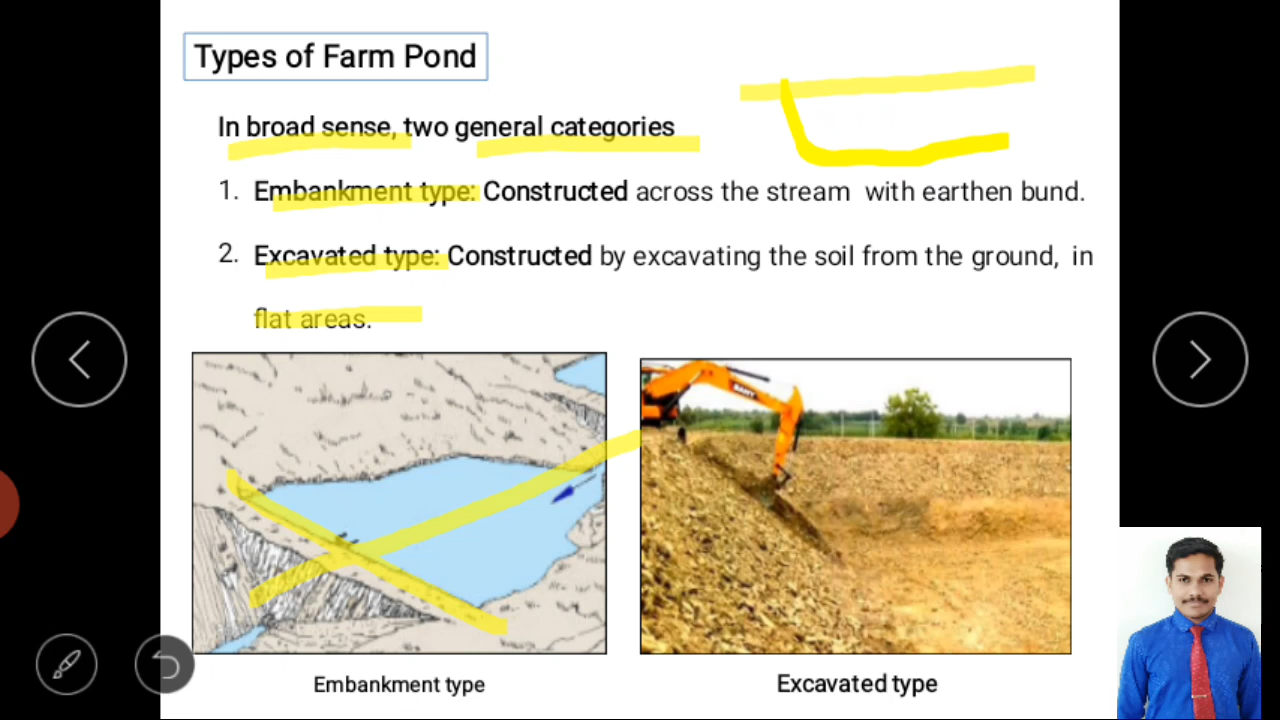 Types of Farm Pond
In broad sense, two general categories
1. Embankment type: Constructed across the stream with earthen bund.
2. Excavated type: Constructed by excavating the soil from the ground, in
flat areas.
SANY
Embankment type
Excavated type